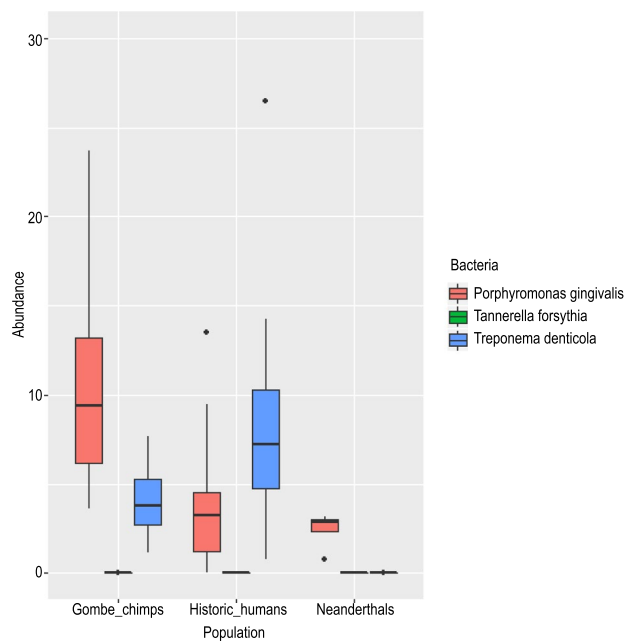 30
20
10
0
Abundance
Gombe_chimps Historic_humans Neanderthals
Population
Bacteria
Porphyromonas gingivalis
Tannerella forsythia
Treponema denticola